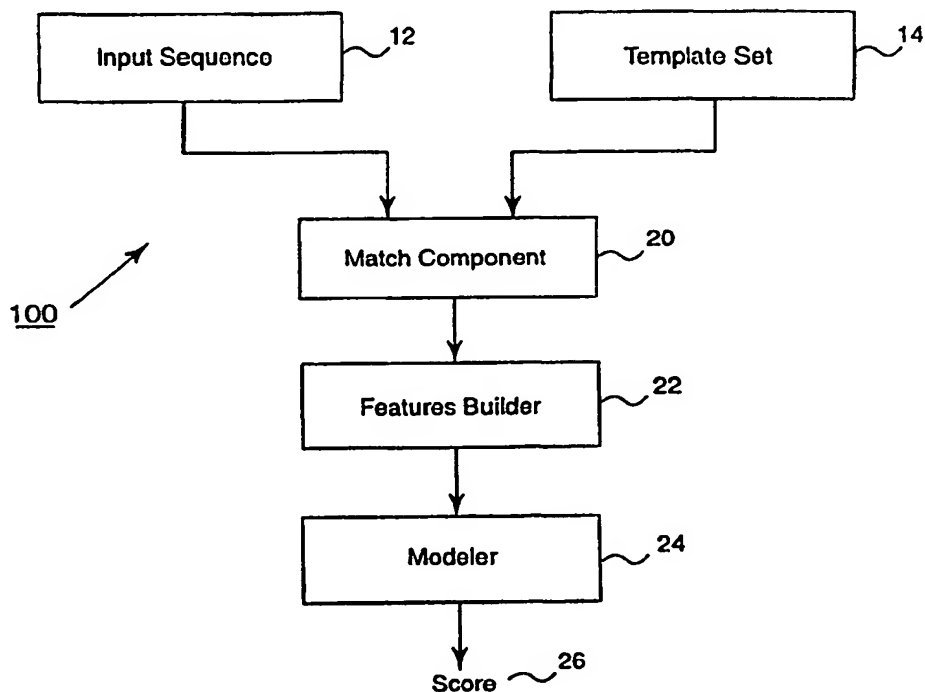 Input Sequence
12
Template Set
14
Match Component
20
100
Features Builder
22
Modeler
24
Score
26